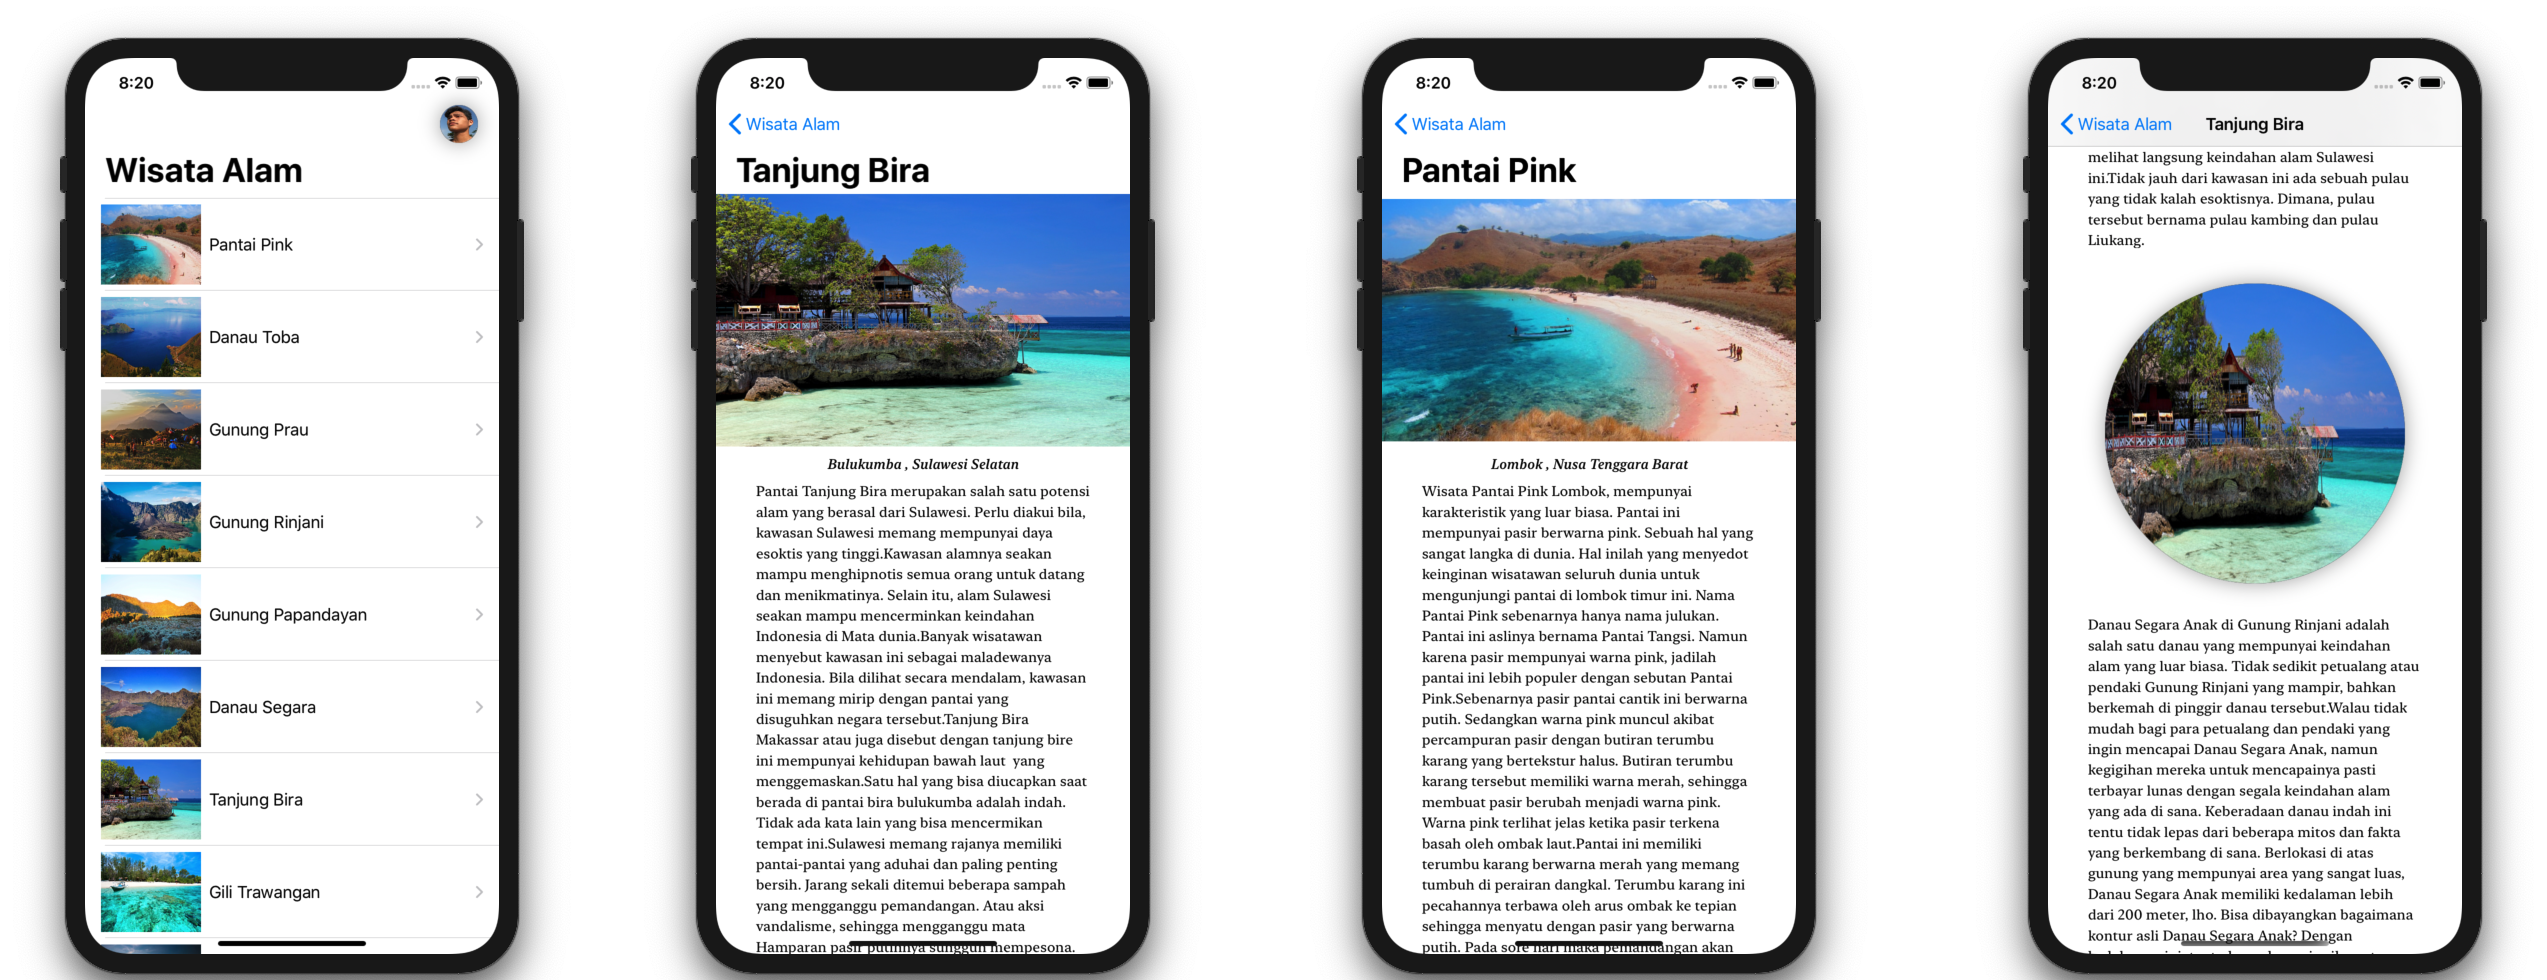 8:20
Wisata Alam
Pantai Pink
Danau Toba
Gunung Prau
Gunung Rinjani
Gunung Papandayan
Danau Segara
Tanjung Bira
Gili Trawangan
8:20
Wisata Alam
Tanjung Bira
Bulukumba , Sulawesi Selatan
Pantai Tanjung Bira merupakan salah satu potensi
alam yang berasal dari Sulawesi. Perlu diakui bila,
kawasan Sulawesi memang mempunyai daya
esoktis yang tinggi.Kawasan alamnya seakan
mampu menghipnotis semua orang untuk datang
dan menikmatinya. Selain itu, alam Sulawesi
seakan mampu mencerminkan keindahan
Indonesia di Mata dunia.Banyak wisatawan
menyebut kawasan ini sebagai maladewanya
Indonesia. Bila dilihat secara mendalam, kawasan
ini memang mirip dengan pantai yang
disuguhkan negara tersebut.Tanjung Bira
Makassar atau juga disebut dengan tanjung bire
ini mempunyai kehidupan bawah laut  yang
menggemaskan.Satu hal yang bisa diucapkan saat
berada di pantai bira bulukumba adalah indah.
Tidak ada kata lain yang bisa mencermikan
tempat ini.Sulawesi memang rajanya memiliki
pantai-pantai yang aduhai dan paling penting
bersih. Jarang sekali ditemui beberapa sampah
yang mengganggu pemandangan. Atau aksi
vandalisme, sehingga mengganggu mata
Hamparan pasir putihnya sungguh mempesona.
8:20
Wisata Alam
Pantai Pink
Lombok , Nusa Tenggara Barat
Wisata Pantai Pink Lombok, mempunyai
karakteristik yang luar biasa. Pantai ini
mempunyai pasir berwarna pink. Sebuah hal yang
sangat langka di dunia. Hal inilah yang menyedot
keinginan wisatawan seluruh dunia untuk
mengunjungi pantai di lombok timur ini. Nama
Pantai Pink sebenarnya hanya nama julukan.
Pantai ini aslinya bernama Pantai Tangsi. Namun
karena pasir mempunyai warna pink, jadilah
pantai ini lebih populer dengan sebutan Pantai
Pink.Sebenarnya pasir pantai cantik ini berwarna
putih. Sedangkan warna pink muncul akibat
percampuran pasir dengan butiran terumbu
karang yang bertekstur halus. Butiran terumbu
karang tersebut memiliki warna merah, sehingga
membuat pasir berubah menjadi warna pink.
Warna pink terlihat jelas ketika pasir terkena
basah oleh ombak laut.Pantai ini memiliki
terumbu karang berwarna merah yang memang
tumbuh di perairan dangkal. Terumbu karang ini
pecahannya terbawa oleh arus ombak ke tepian
sehingga menyatu dengan pasir yang berwarna
putih. Pada sore hari maka pemandangan akan
8:20
Wisata Alam
Tanjung Bira
melihat langsung keindahan alam Sulawesi
ini.Tidak jauh dari kawasan ini ada sebuah pulau
yang tidak kalah esoktisnya. Dimana, pulau
tersebut bernama pulau kambing dan pulau
Liukang.
Danau Segara Anak di Gunung Rinjani adalah
salah satu danau yang mempunyai keindahan
alam yang luar biasa. Tidak sedikit petualang atau
pendaki Gunung Rinjani yang mampir, bahkan
berkemah di pinggir danau tersebut.Walau tidak
mudah bagi para petualang dan pendaki yang
ingin mencapai Danau Segara Anak, namun
kegigihan mereka untuk mencapainya pasti
terbayar lunas dengan segala keindahan alam
yang ada di sana. Keberadaan danau indah ini
tentu tidak lepas dari beberapa mitos dan fakta
yang berkembang di sana. Berlokasi di atas
gunung yang mempunyai area yang sangat luas,
Danau Segara Anak memiliki kedalaman lebih
dari 200 meter, lho. Bisa dibayangkan bagaimana
kontur asli Danau Segara Anak? Dengan